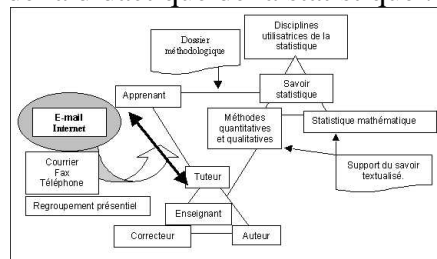 Dossier
méthodologique
Disciplines
utilisatrices de la
statistique
Apprenant
Savoir
statistique
E-mail
Internet
Méthodes
quantitatives
et qualitatives
Statistique mathématique
Courrier
Fax
Téléphone
Tuteur
Support du savoir
textualisé.
Regroupement présentiel
Enseignant
Correcteur
Auteur